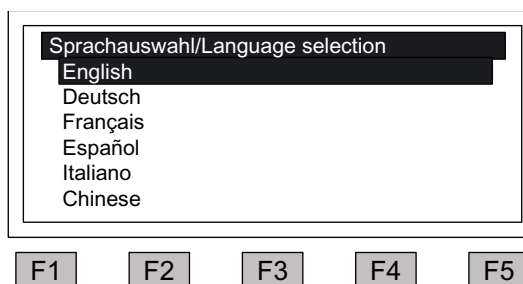 Sprachauswahl/Language selection
English
Deutsch
Français
Español
Italiano
Chinese
F1 F2 F3 F4 F5